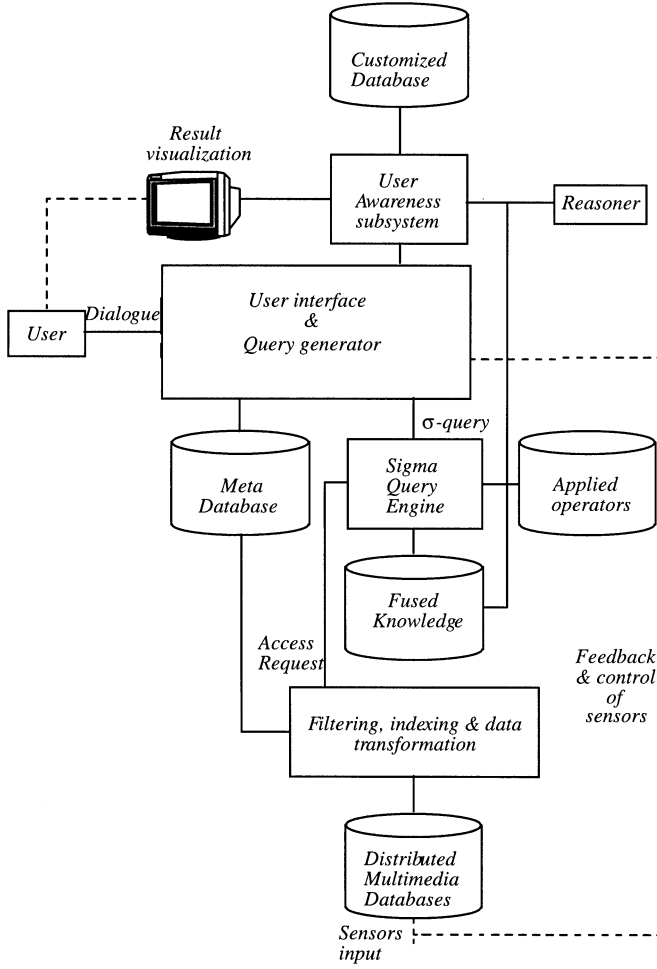 Customized
Database
Result
visualization
User
Awareness
subsystem
Reasoner
User interface
&
Query generator
Dialogue
User
σ-query
Meta
Database
Sigma
Query
Engine
Applied
operators
Fused
Knowledge
Access
Request
Feedback
& control
of
sensors
Filtering, indexing & data
transformation
Distributed
Multimedia
Databases
Sensors
input